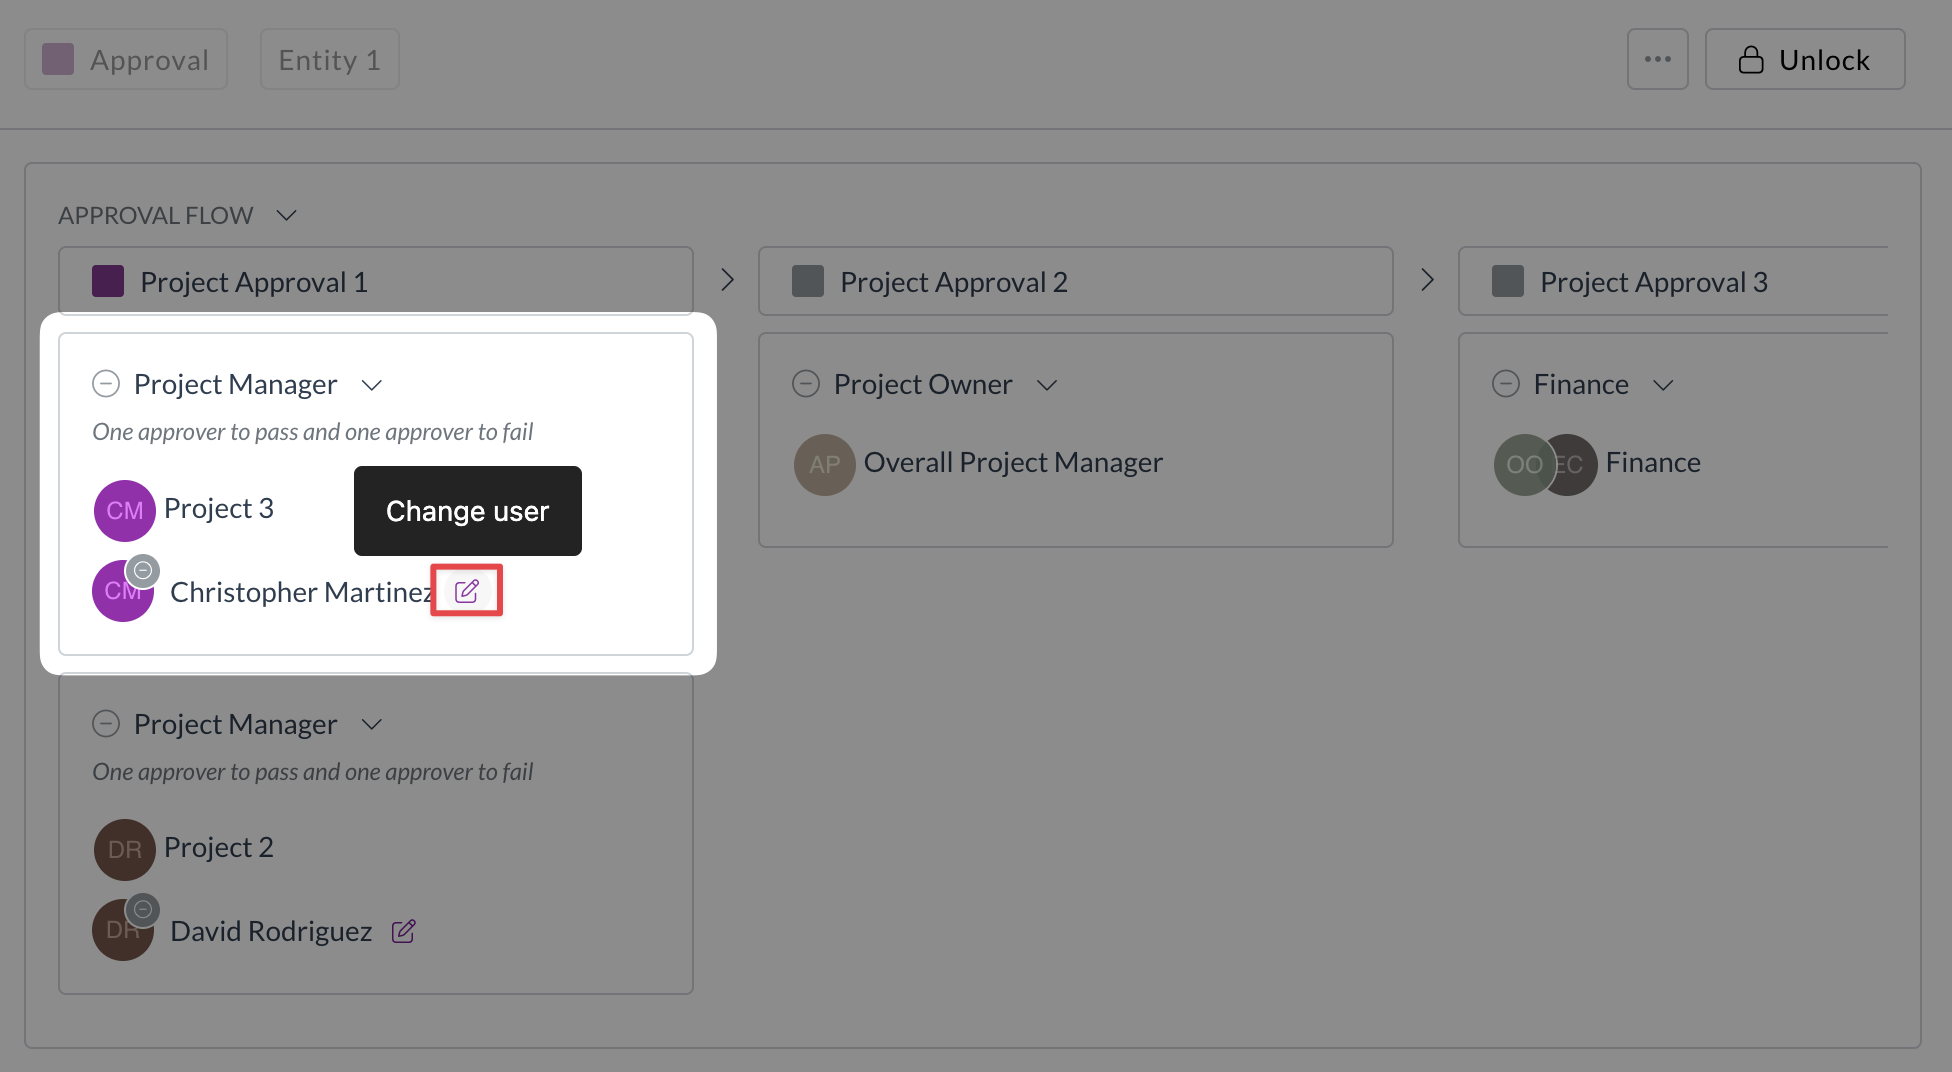 Approval
Entity 1
...
Unlock
APPROVAL FLOW
Project Approval 1
Project Approval 2
Project Approval 3
Project Manager
One approver to pass and one approver to fail
CM Project 3
Change user
CM Christopher Martinez
Project Owner
AP Overall Project Manager
Finance
OO EC Finance
Project Manager
One approver to pass and one approver to fail
DR Project 2
DR David Rodriguez